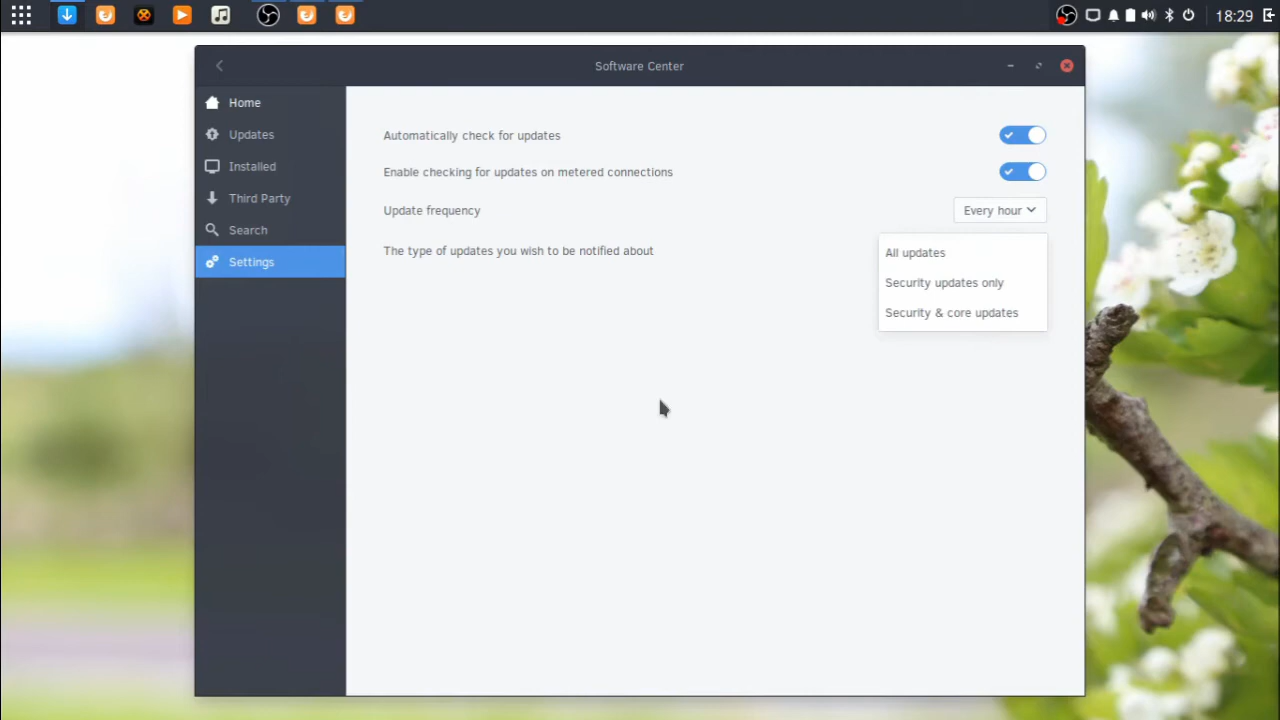 18:29
Software Center
Home
Updates
Installed
Third Party
Search
Settings
Automatically check for updates
Enable checking for updates on metered connections
Update frequency
Every hour
The type of updates you wish to be notified about
All updates
Security updates only
Security & core updates